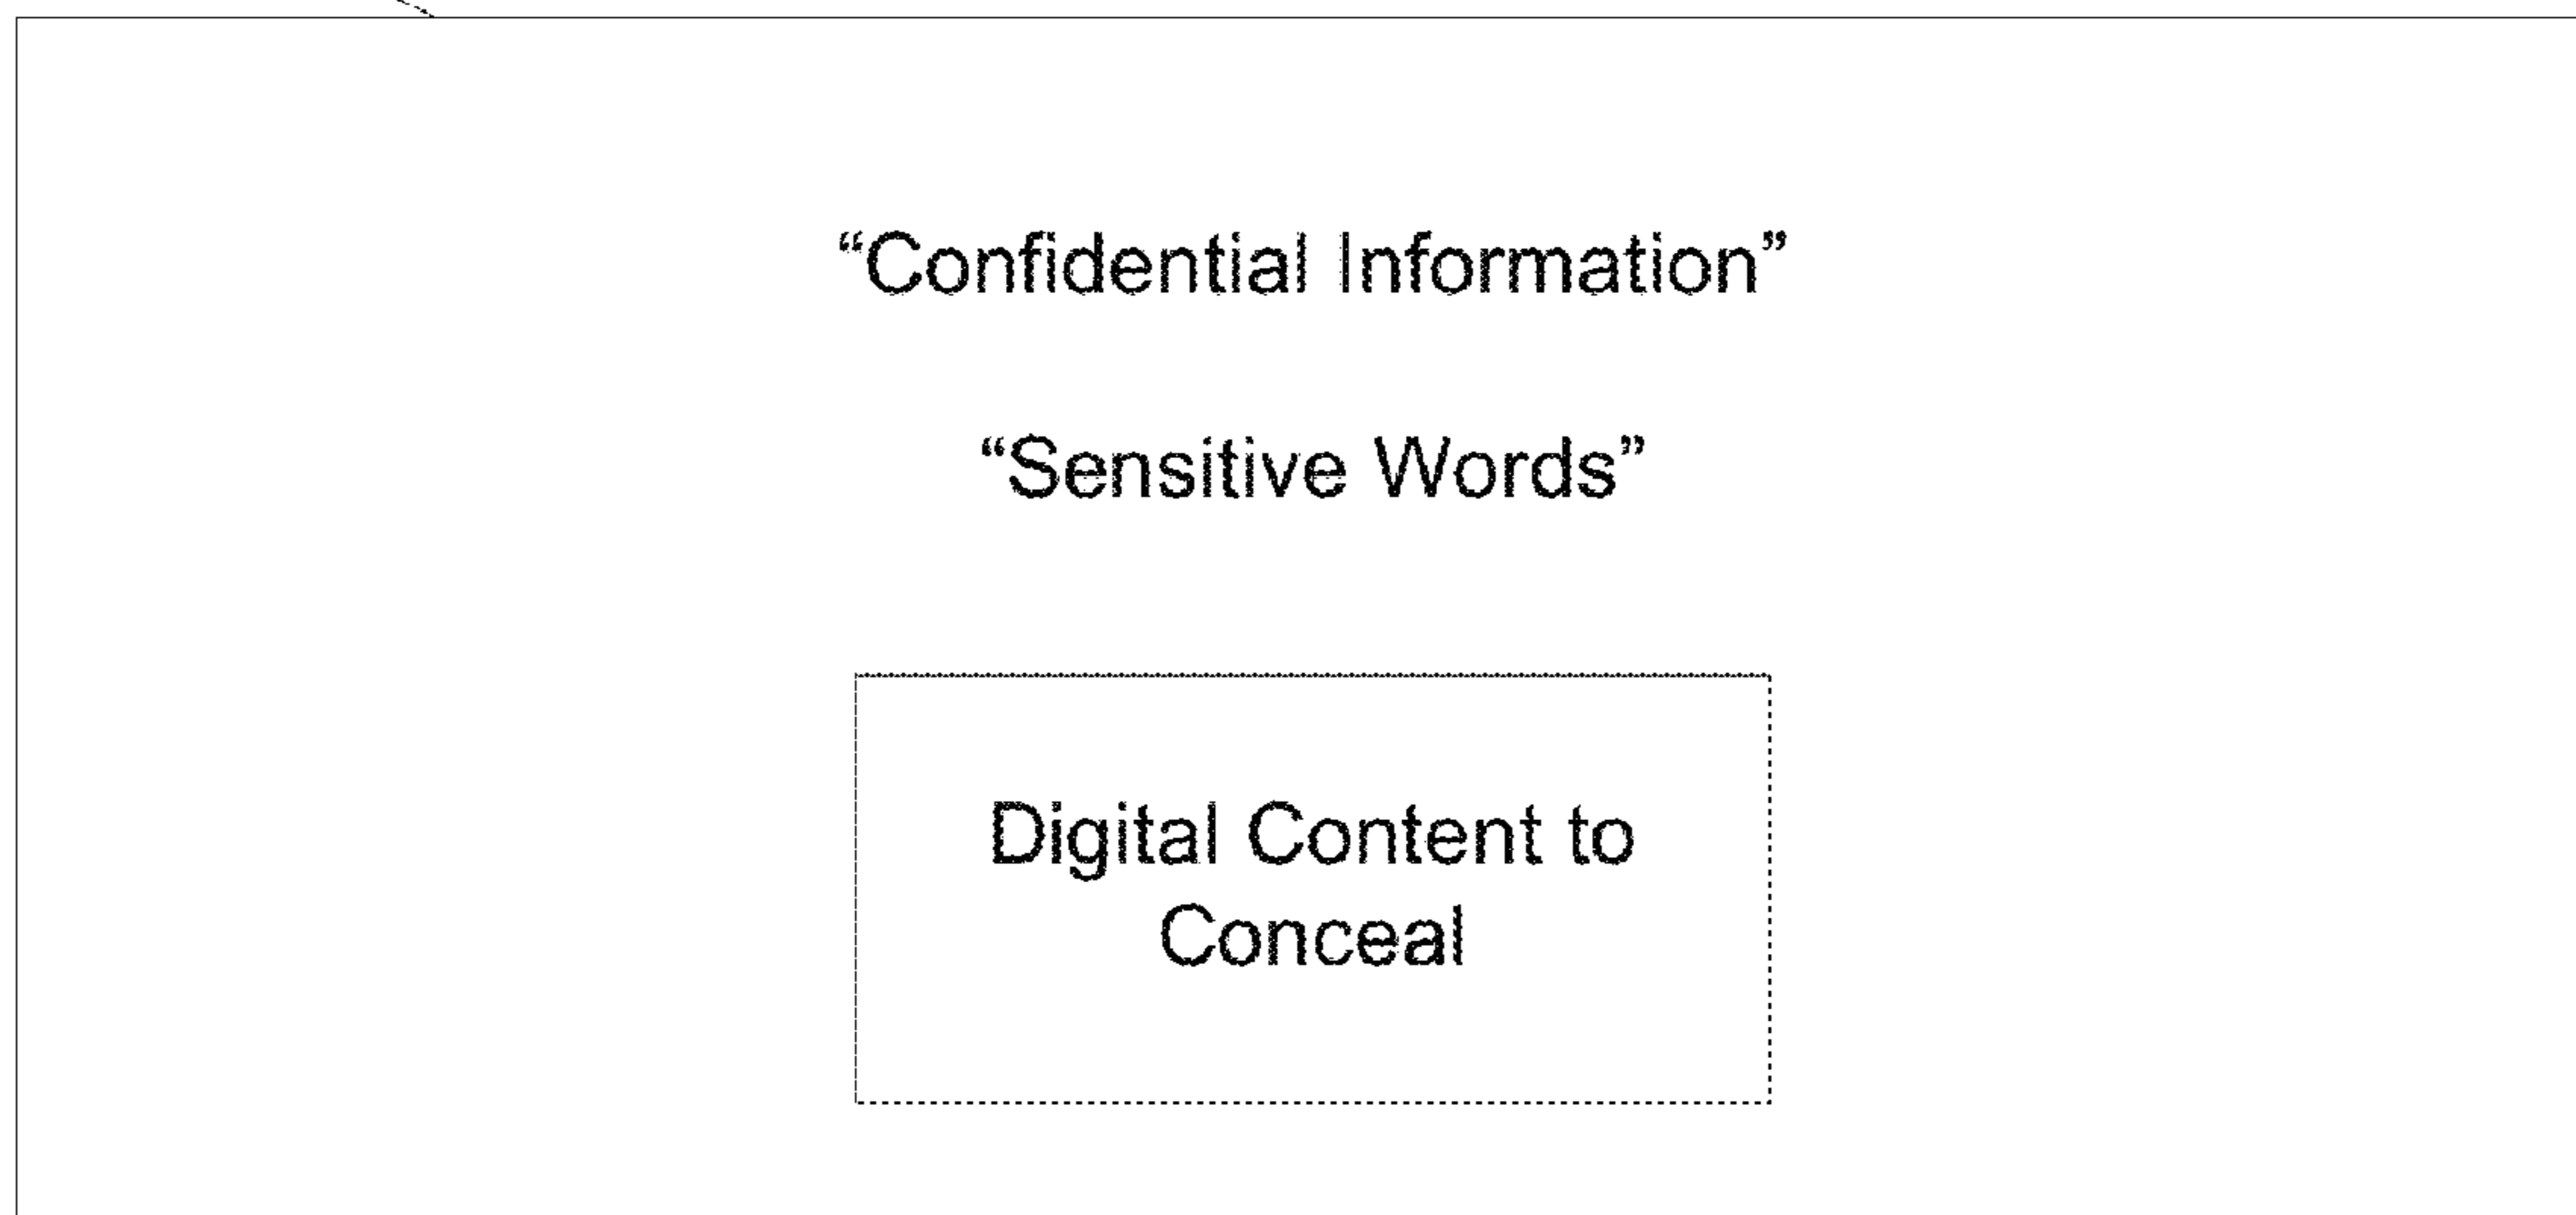 “Confidential Information”
“Sensitive Words”
Digital Content to
Conceal